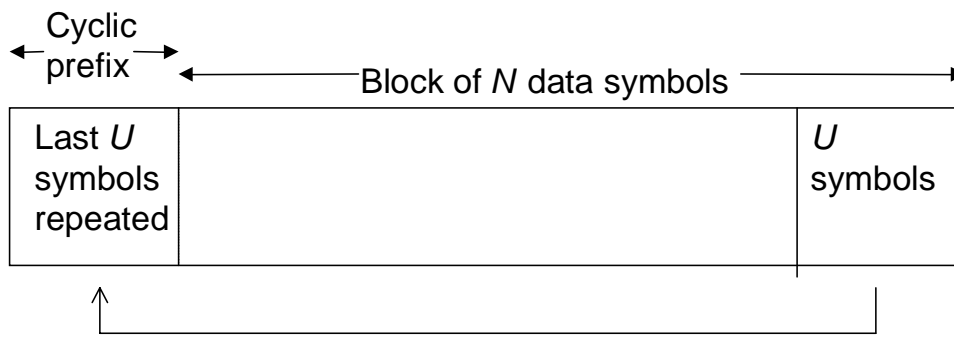 Cyclic
prefix
Block of N data symbols
Last U
symbols
repeated
U
symbols